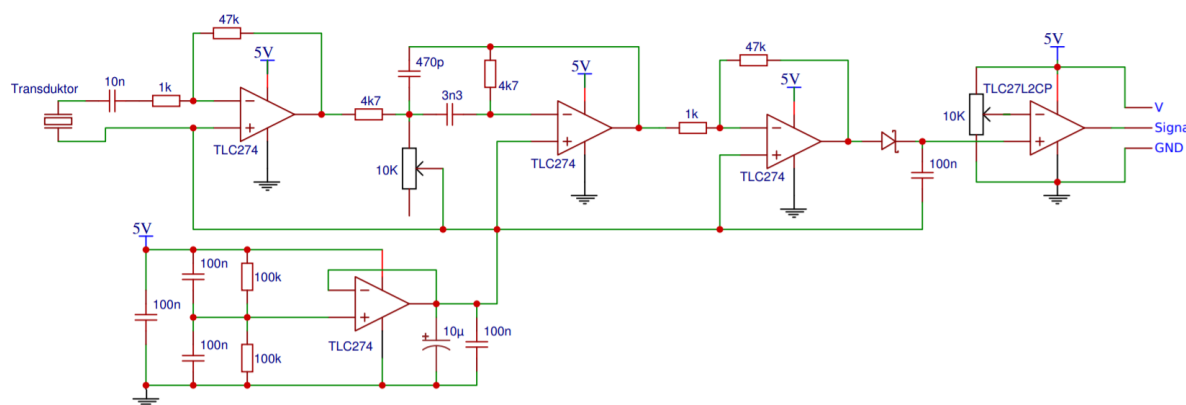 47k
5V
10n
1k
Transduktor
TLC274
4k7
470p
3n3
4k7
10K
5V
TLC274
47k
1k
5V
TLC274
100n
5V
TLC27L2CP
10K
V
GND
5V
100n
100n
100n
100k
100k
TLC274
10µ
100n